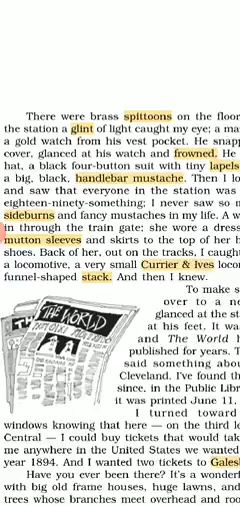 There were brass spittoons on the floor
the station a glint of light caught my eye; a ma
a gold watch from his vest pocket. He snap
cover, glanced at his watch and frowned. He
hat, a black four-button suit with tiny lapels
a big, black, handlebar mustache. Then I lo
and saw that everyone in the station was
eighteen-ninety-something; I never saw so m
sideburns and fancy mustaches in my life. A w
in through the train gate; she wore a dress
mutton sleeves and skirts to the top of her h
shoes. Back of her, out on the tracks, I caugh
a locomotive, a very small Currier & Ives locom
funnel-shaped stack. And then I knew.
To make s
over to a ne
glanced at the sta
at his feet. It was
and The World h
published for years. T
said something abou
Cleveland. I've found th
since, in the Public Libr
it was printed June 11,
I turned toward
windows knowing that here — on the third le
Central — I could buy tickets that would tak
me anywhere in the United States we wanted
year 1894. And I wanted two tickets to Gales
Have you ever been there? It's a wonderf
with big old frame houses, huge lawns, and
trees whose branches meet overhead and roo
THE WORLD